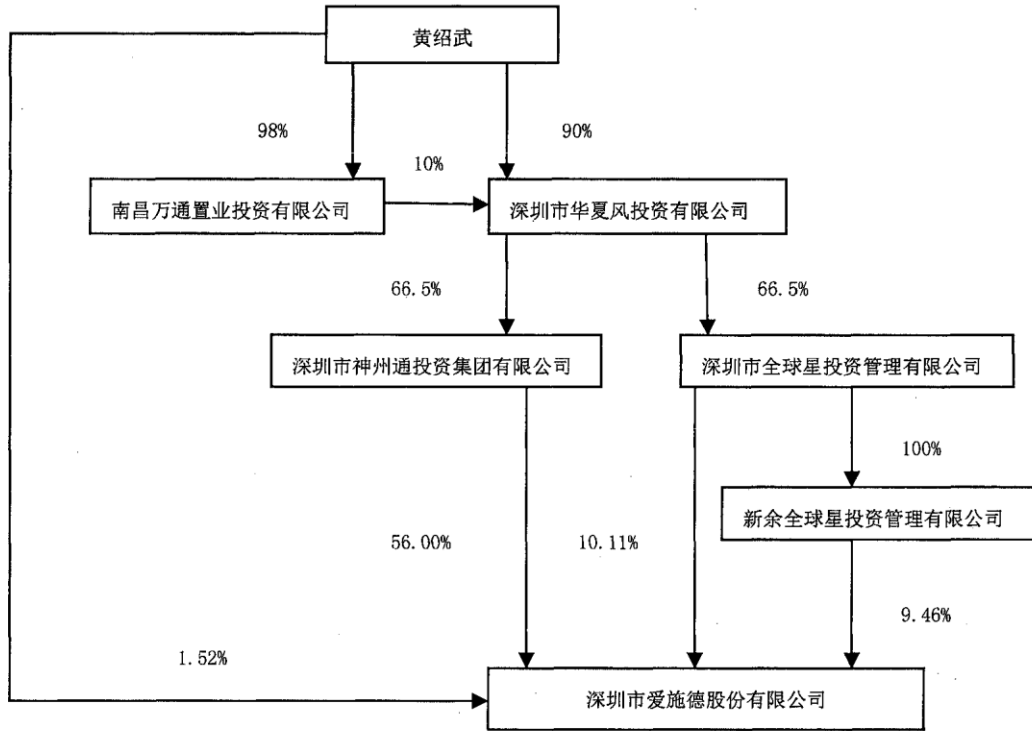 黄绍武
98%
90%
10%
南昌万通置业投资有限公司
深圳市华夏风投资有限公司
66.5%
66.5%
深圳市神州通投资集团有限公司
深圳市全球星投资管理有限公司
100%
新余全球星投资管理有限公司
56.00%
10.11%
9.46%
1.52%
深圳市爱施德股份有限公司